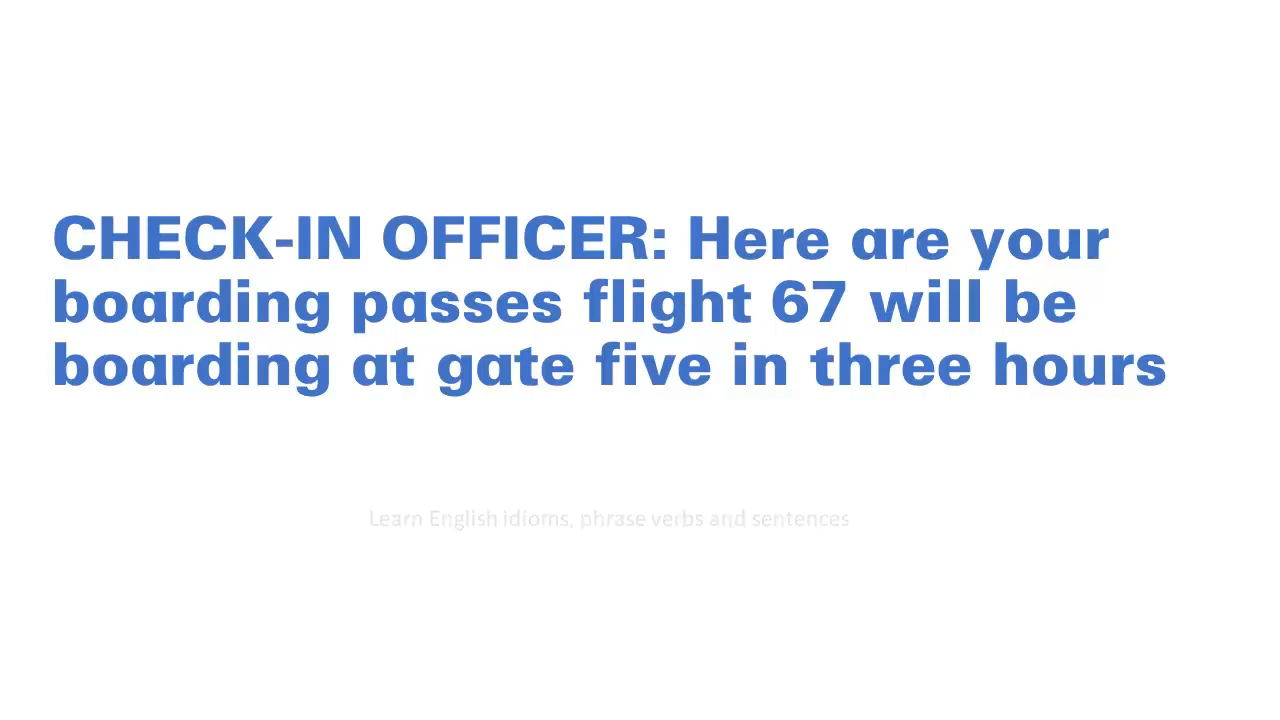 CHECK-IN OFFICER: Here are your
boarding passes flight 67 will be
boarding at gate five in three hours
Learn English idioms, phrase verbs and sentences